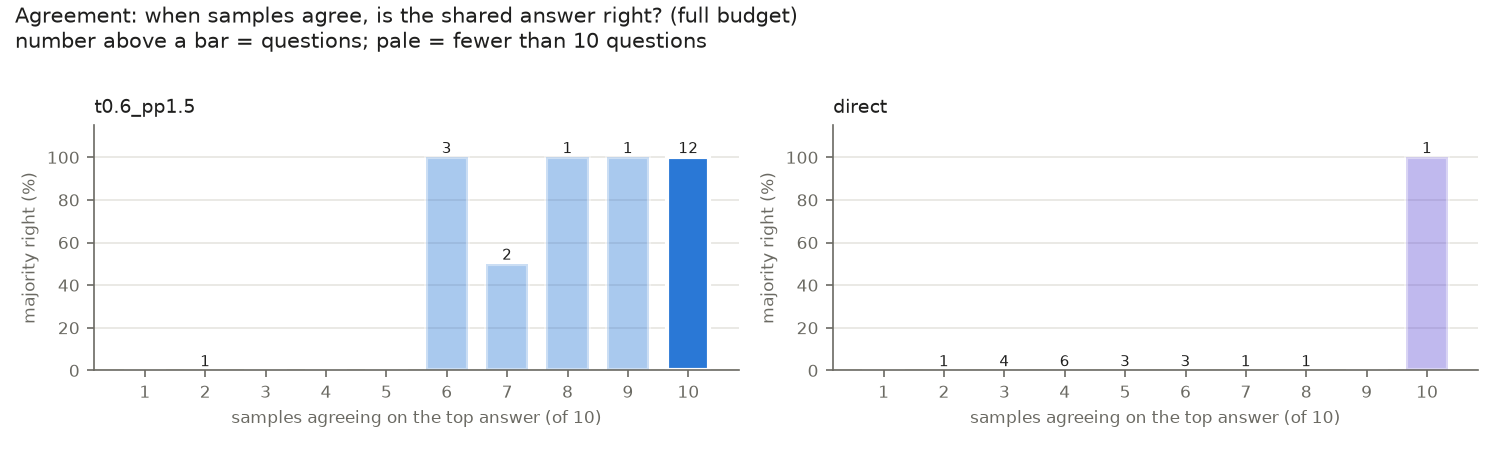 Agreement: when samples agree, is the shared answer right? (full budget)
number above a bar = questions; pale = fewer than 10 questions
t0.6_pp1.5
majority right (%)
100
80
60
40
20
0
1
3
2
1
1
12
1 2 3 4 5 6 7 8 9 10
samples agreeing on the top answer (of 10)
direct
majority right (%)
100
80
60
40
20
0
1
4
6
3
3
1
1
1
1 2 3 4 5 6 7 8 9 10
samples agreeing on the top answer (of 10)